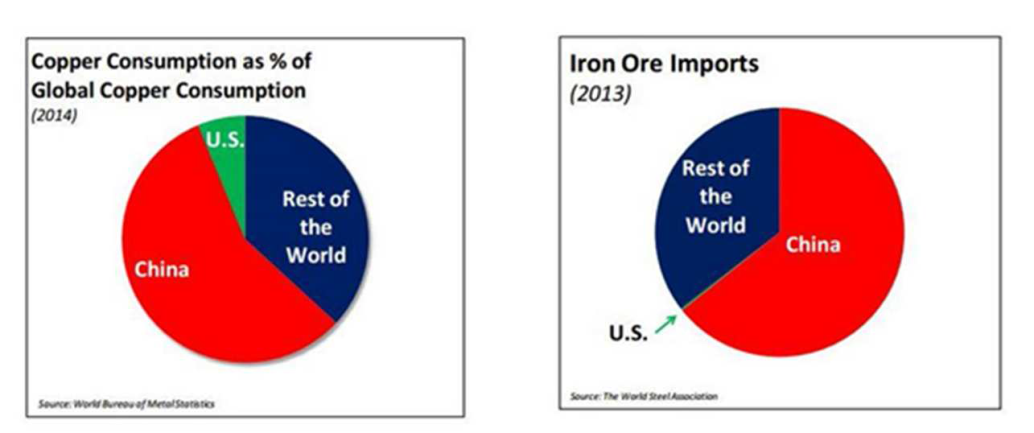 Copper Consumption as % of
Global Copper Consumption
(2014)
U.S.
Rest of
the
World
China
Source: World Bureau of Metal Statistics
Iron Ore Imports
(2013)
Rest of
the
World
China
U.S.
Source: The World Steel Association